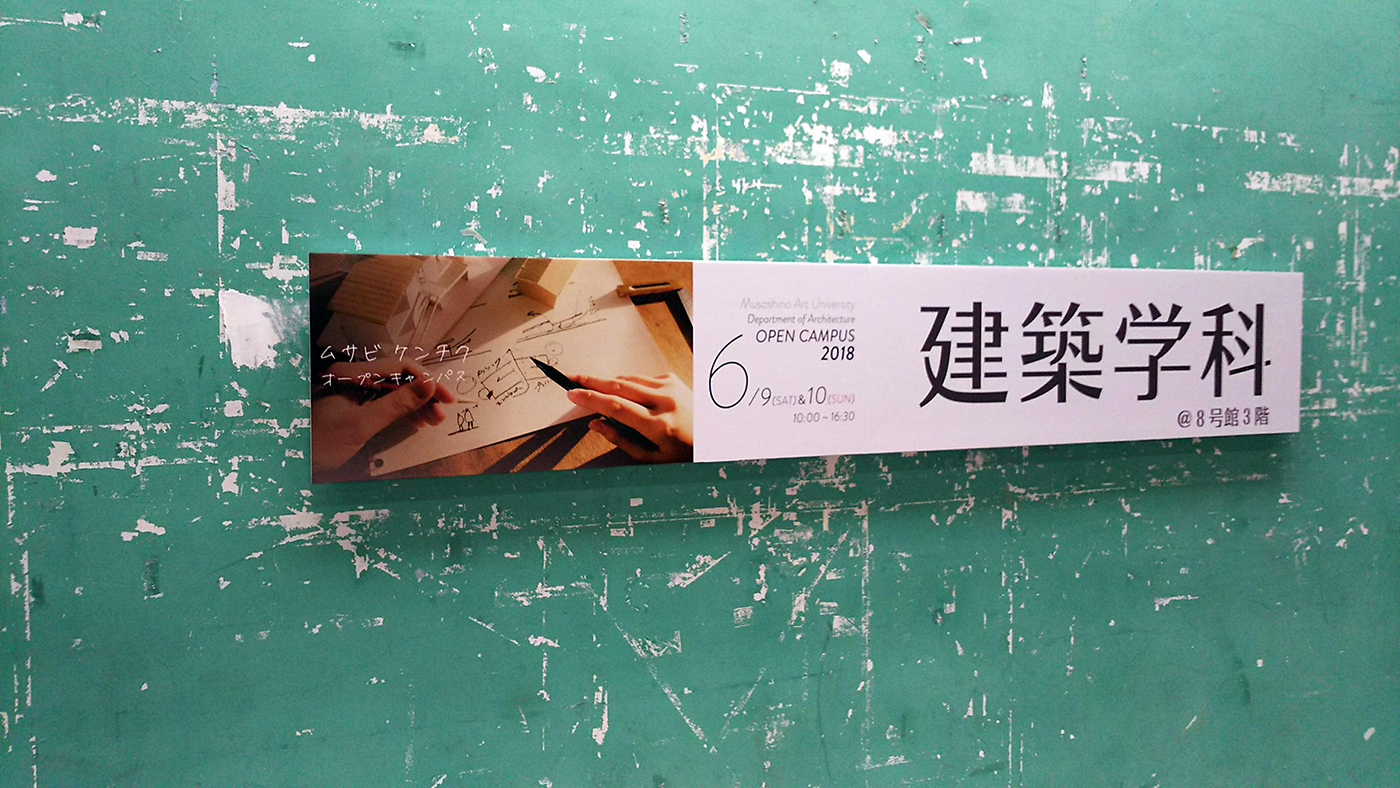 ムサビ ケンチク
オープンキャンパス
Musashino Art University
Department of Architecture
OPEN CAMPUS
2018
6/9(SAT)&10(SUN)
10:00 ~ 16:30
建築学科
@8号館3階